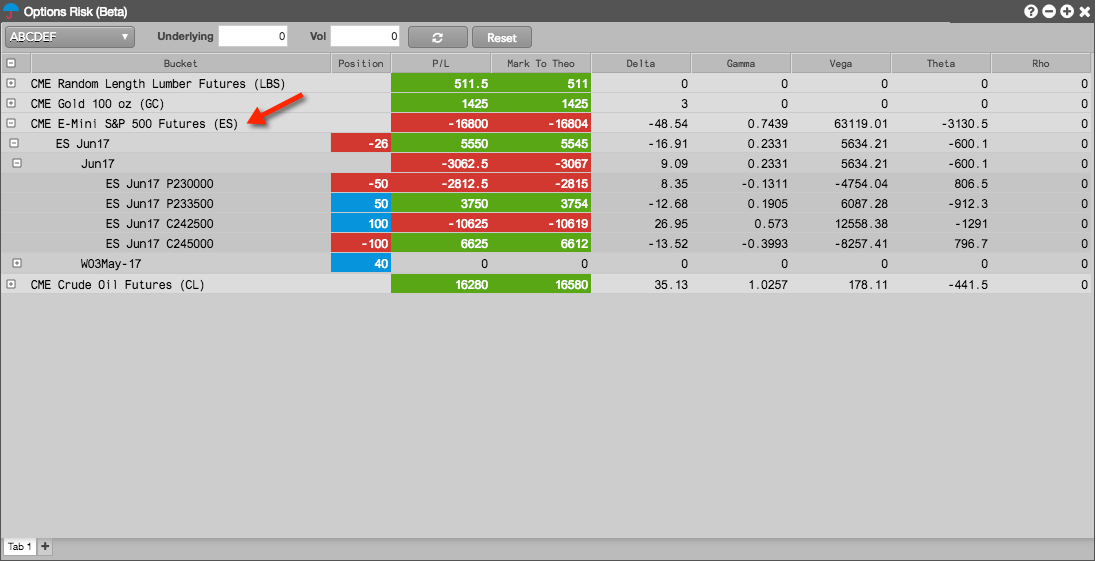 Options Risk (Beta)
ABCDEF Underlying 0 Vol 0 Reset
Bucket Position P/L Mark To Theo Delta Gamma Vega Theta Rho
CME Random Length Lumber Futures (LBS) 511.5 511 0 0 0 0 0
CME Gold 100 oz (GC) 1425 1425 3 0 0 0 0
CME E-Mini S&P 500 Futures (ES) -16800 -16804 -48.54 0.7439 63119.01 -3130.5 0
ES Jun17 -26 5550 5545 -16.91 0.2331 5634.21 -600.1 0
Jun17 -3062.5 -3067 9.09 0.2331 5634.21 -600.1 0
ES Jun17 P230000 -50 -2812.5 -2815 8.35 -0.1311 -4754.04 806.5 0
ES Jun17 P233500 50 3750 3754 -12.68 0.1905 6087.28 -912.3 0
ES Jun17 C242500 100 -10625 -10619 26.95 0.573 12558.38 -1291 0
ES Jun17 C245000 -100 6625 6612 -13.52 -0.3993 -8257.41 796.7 0
WO3May-17 40 0 0 0 0 0 0 0
CME Crude Oil Futures (CL) 16280 16580 35.13 1.0257 178.11 -441.5 0
Tab 1 +